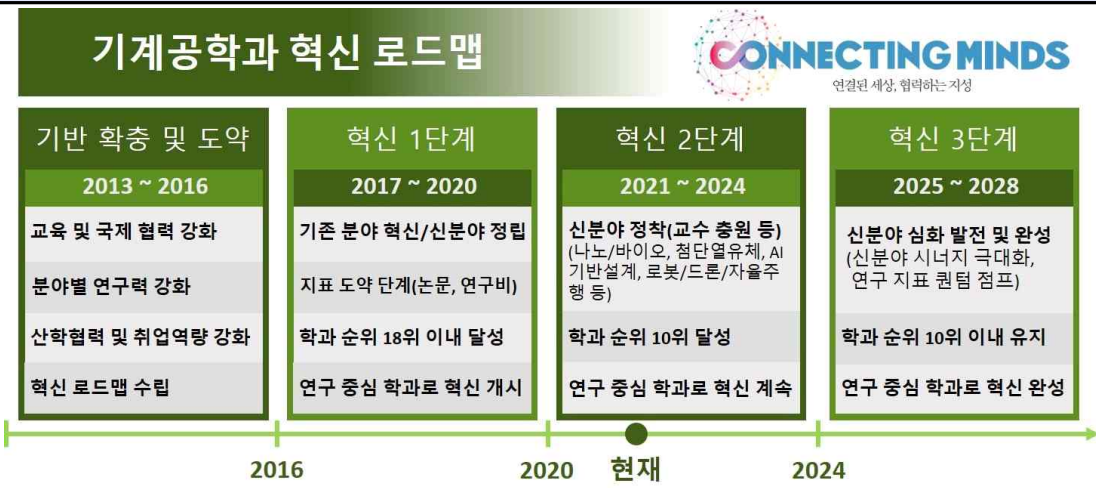 기계공학과 혁신 로드맵
CONNECTING MINDS
연결된 세상, 협력하는 지성
기반 확충 및 도약
2013 ~ 2016
교육 및 국제 협력 강화
분야별 연구력 강화
산학협력 및 취업역량 강화
혁신 로드맵 수립
혁신 1단계
2017 ~ 2020
기존 분야 혁신/신분야 정립
지표 도약 단계(논문, 연구비)
학과 순위 18위 이내 달성
연구 중심 학과로 혁신 개시
혁신 2단계
2021 ~ 2024
신분야 정착(교수 충원 등)
(나노/바이오, 첨단열유체, AI
기반설계, 로봇/드론/자율주
행 등)
학과 순위 10위 달성
연구 중심 학과로 혁신 계속
혁신 3단계
2025 ~ 2028
신분야 심화 발전 및 완성
(신분야 시너지 극대화,
연구 지표 퀀텀 점프)
학과 순위 10위 이내 유지
연구 중심 학과로 혁신 완성
2016
2020
현재
2024